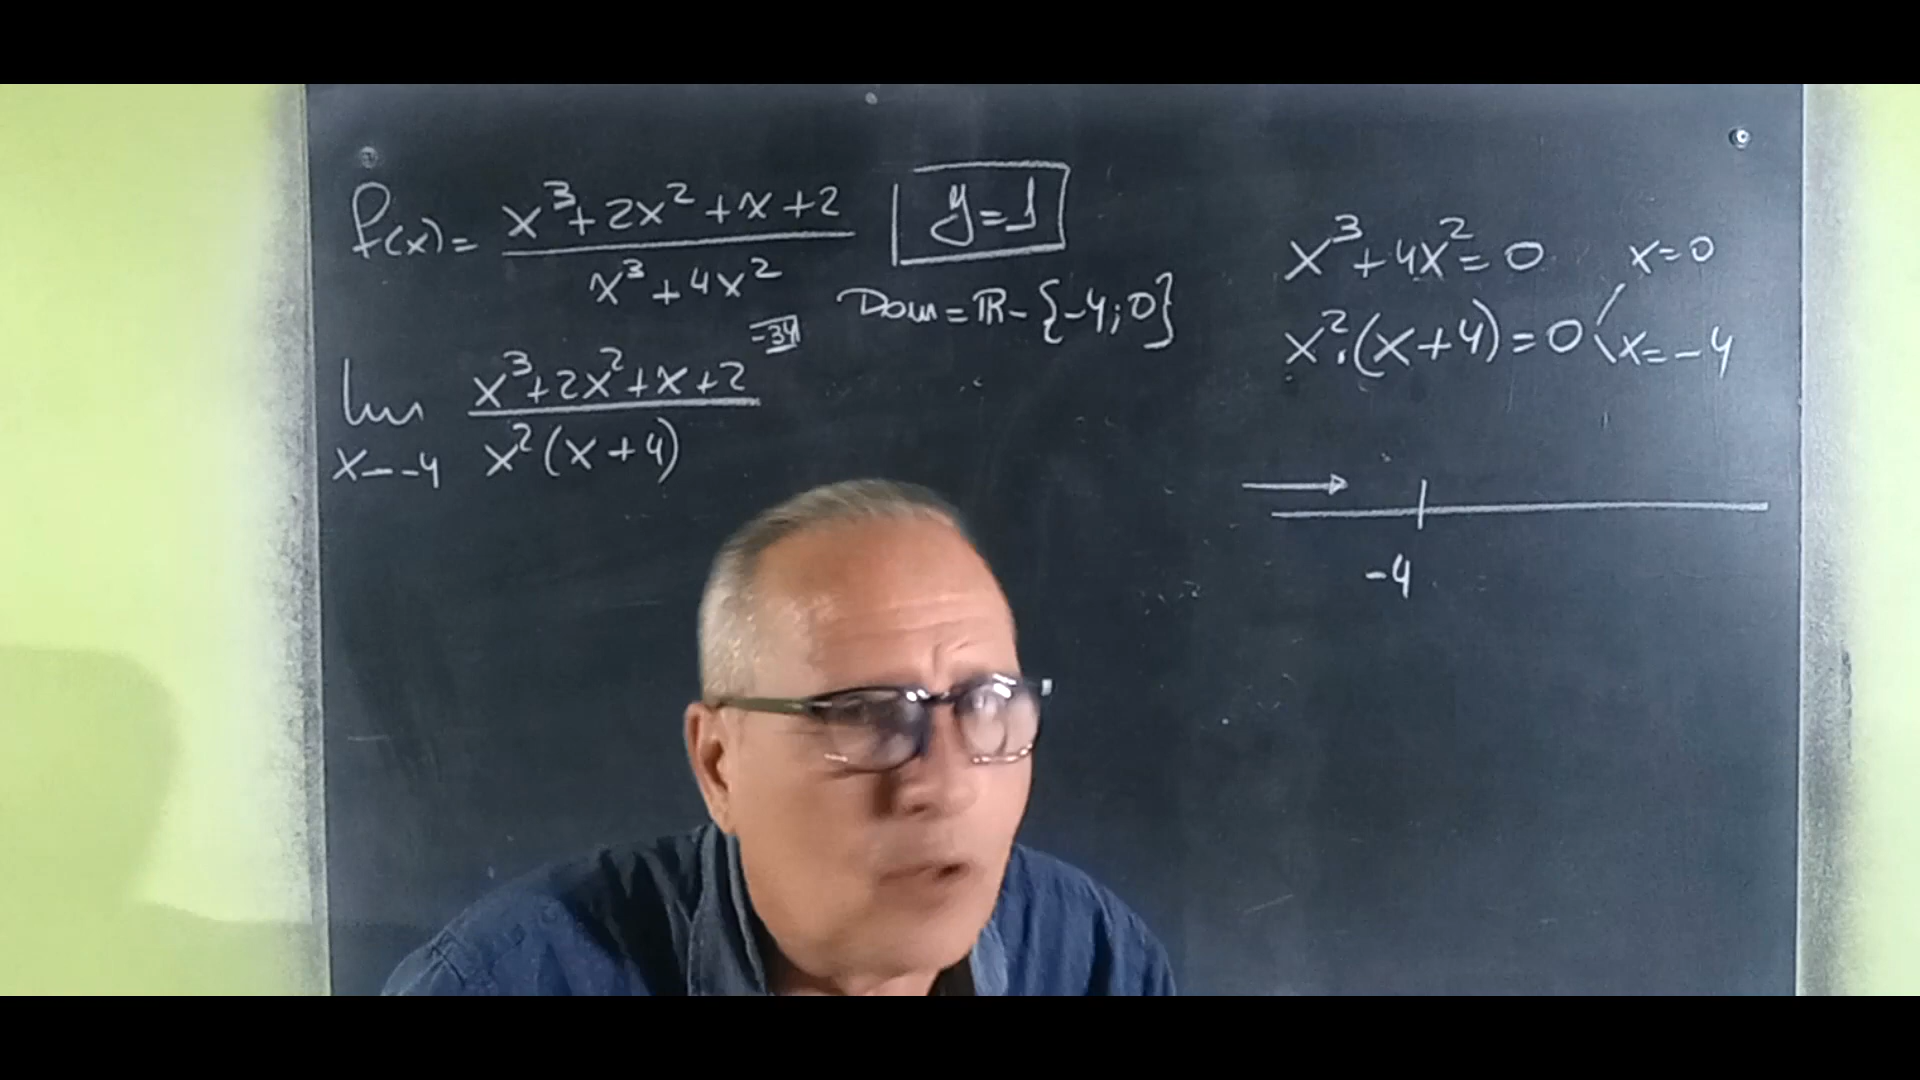 f(x) = (x³+2x²+x+2)/(x³+4x²)
y=1
Dom = ℝ-{-4;0}
lim x→-4 (x³+2x²+x+2)/(x²(x+4))
=34
x³+4x²=0
x=0
x².(x+4)=0
x=-4
-4